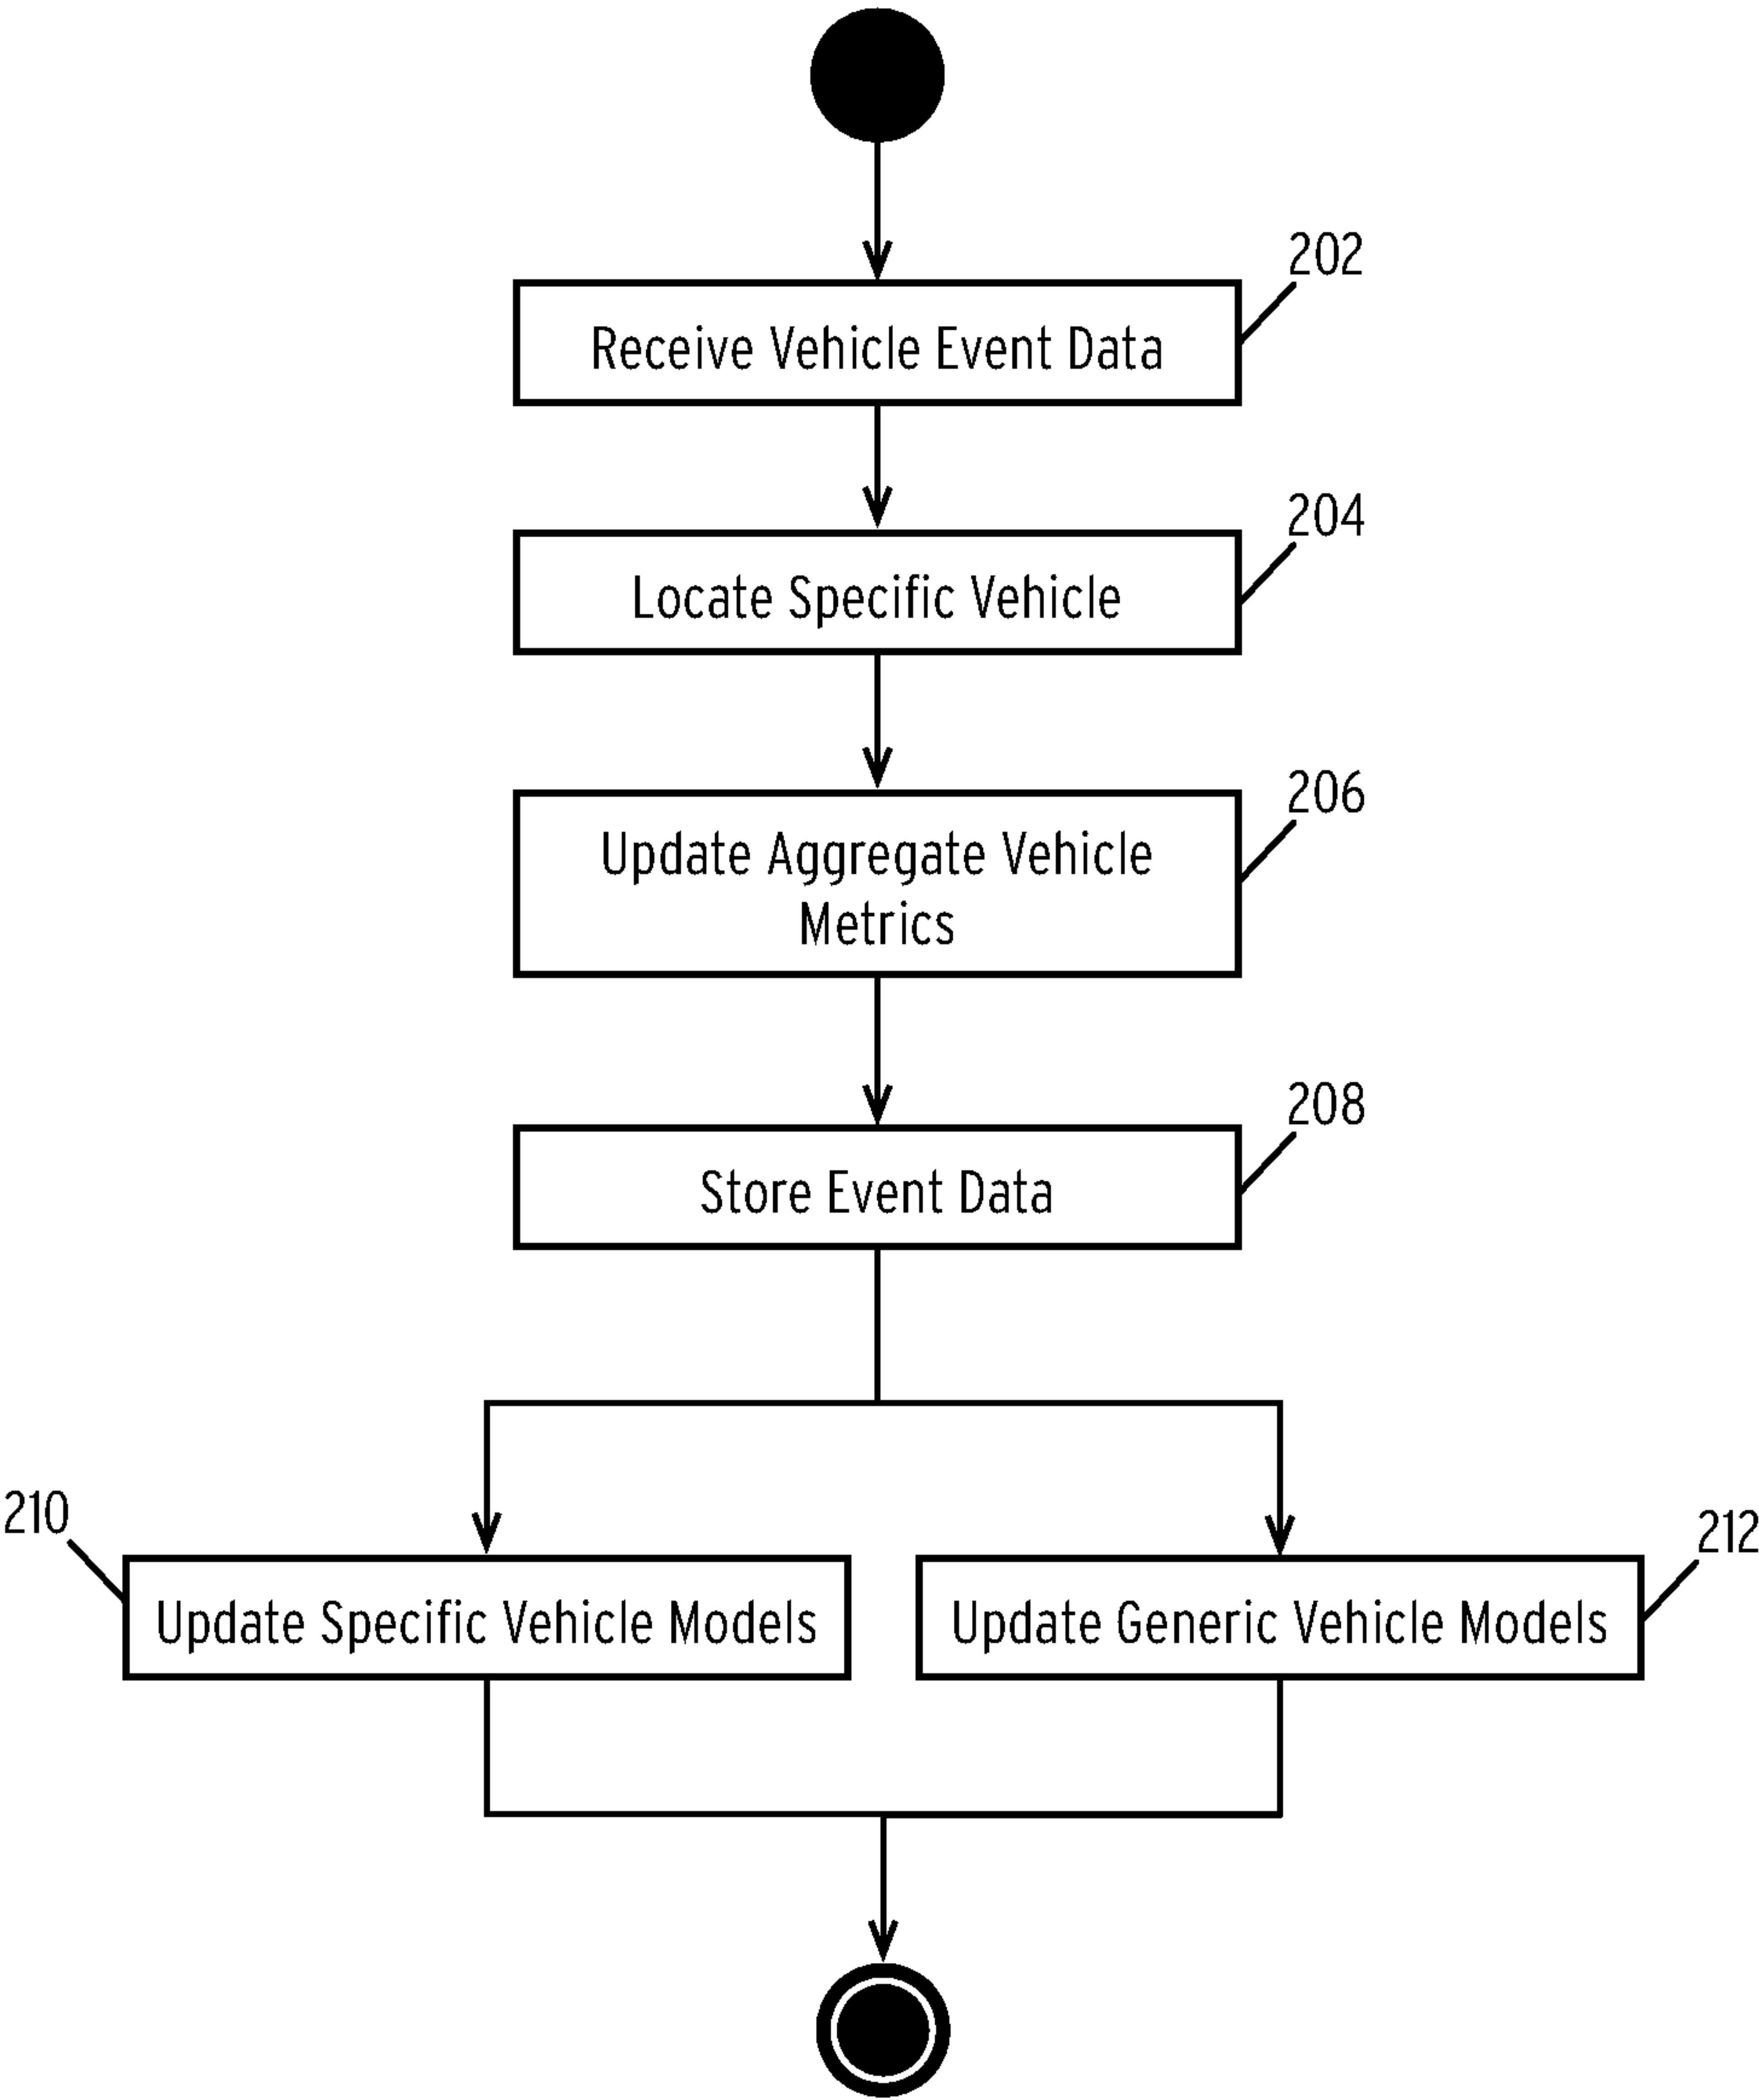 202
Receive Vehicle Event Data
204
Locate Specific Vehicle
206
Update Aggregate Vehicle
Metrics
208
Store Event Data
210
212
Update Specific Vehicle Models
Update Generic Vehicle Models